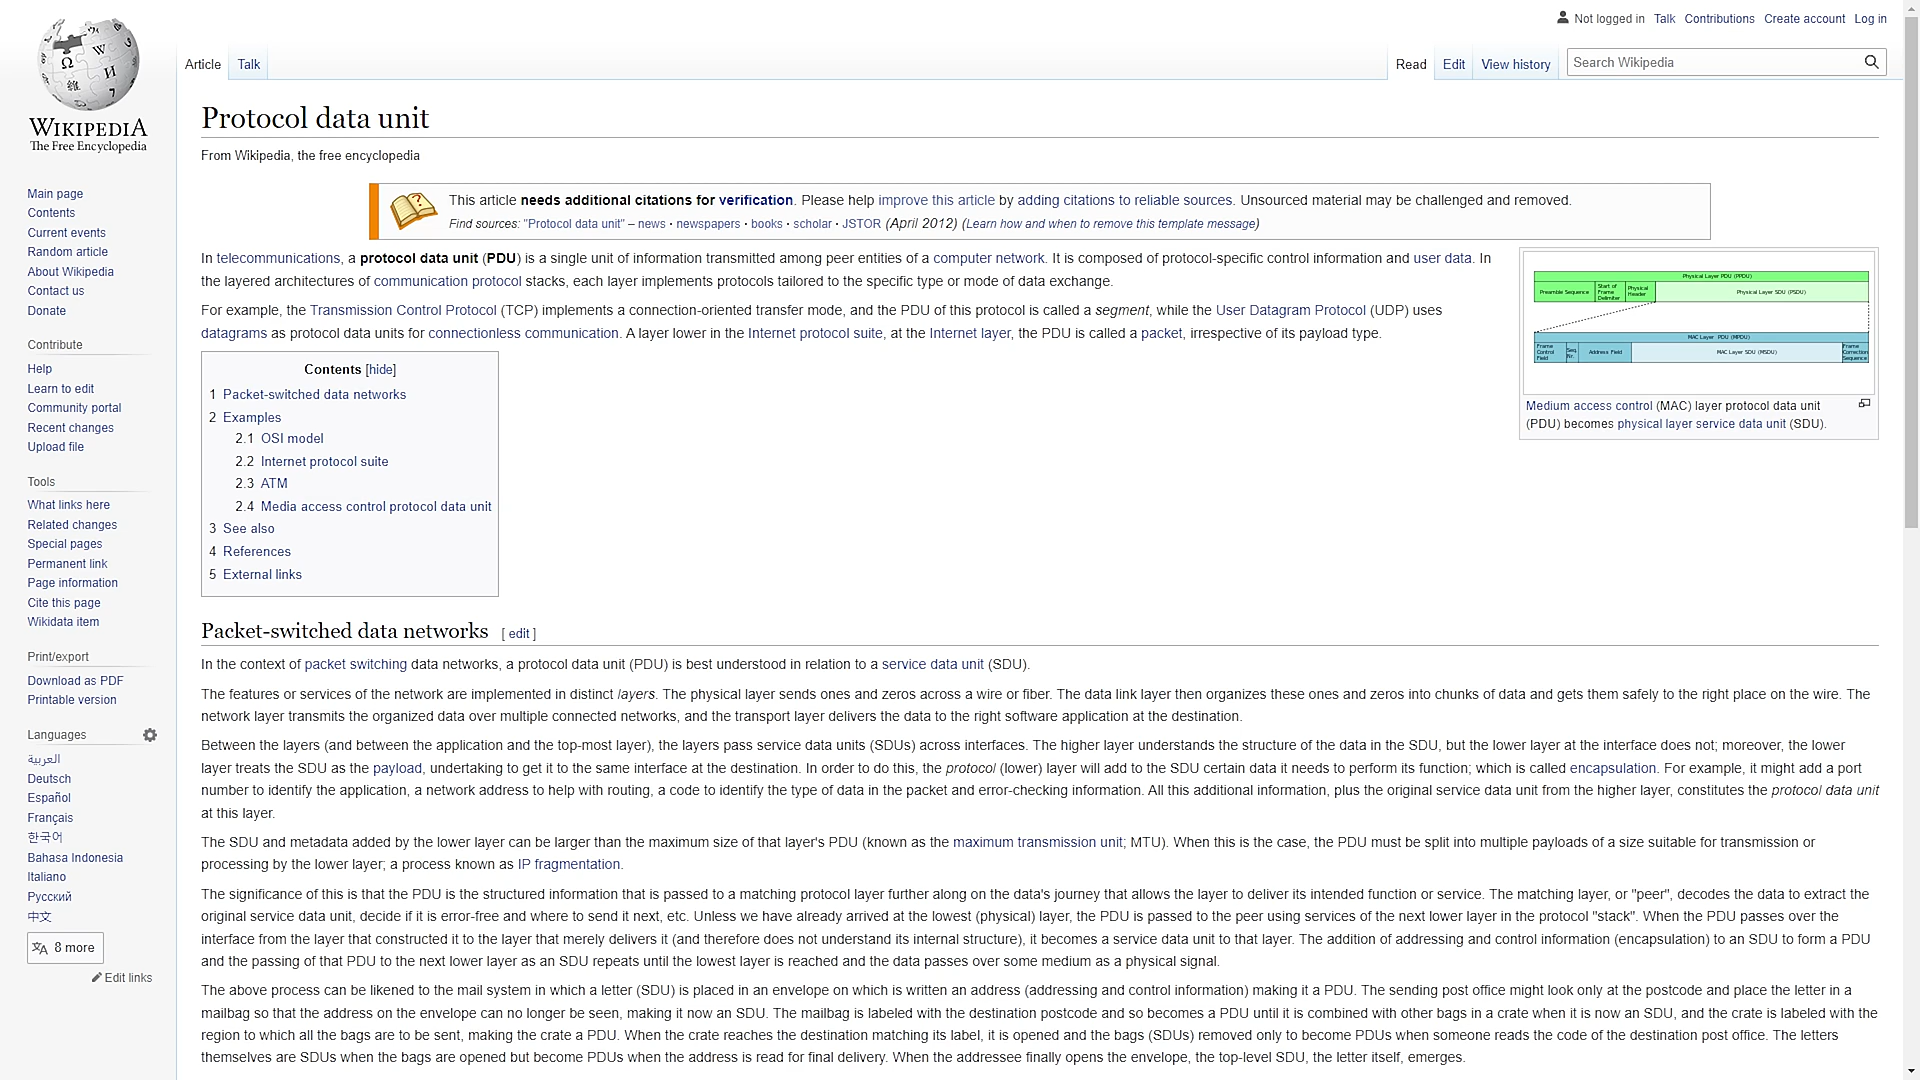 Not logged in Talk Contributions Create account Log in
Article Talk Read Edit View history Search Wikipedia
WIKIPEDIA
The Free Encyclopedia
Main page
Contents
Current events
Random article
About Wikipedia
Contact us
Donate
Contribute
Help
Learn to edit
Community portal
Recent changes
Upload file
Tools
What links here
Related changes
Special pages
Permanent link
Page information
Cite this page
Wikidata item
Print/export
Download as PDF
Printable version
Languages
العربية
Deutsch
Español
Français
한국어
Bahasa Indonesia
Italiano
Русский
中文
8 more
Edit links
Protocol data unit
From Wikipedia, the free encyclopedia
This article needs additional citations for verification. Please help improve this article by adding citations to reliable sources. Unsourced material may be challenged and removed.
Find sources: "Protocol data unit" – news · newspapers · books · scholar · JSTOR (April 2012) (Learn how and when to remove this template message)
In telecommunications, a protocol data unit (PDU) is a single unit of information transmitted among peer entities of a computer network. It is composed of protocol-specific control information and user data. In
the layered architectures of communication protocol stacks, each layer implements protocols tailored to the specific type or mode of data exchange.
For example, the Transmission Control Protocol (TCP) implements a connection-oriented transfer mode, and the PDU of this protocol is called a segment, while the User Datagram Protocol (UDP) uses
datagrams as protocol data units for connectionless communication. A layer lower in the Internet protocol suite, at the Internet layer, the PDU is called a packet, irrespective of its payload type.
Physical Layer PDU (PPDU)
Preamble Sequence
Start of
Frame
Delimiter
Physical
Header
Physical Layer SDU (PSDU)
MAC Layer PDU (MPDU)
Frame
Control
Field
Seq.
Nr.
Address Field
MAC Layer SDU (MSDU)
Frame
Correction
Sequence
Medium access control (MAC) layer protocol data unit
(PDU) becomes physical layer service data unit (SDU).
Contents [hide]
1 Packet-switched data networks
2 Examples
2.1 OSI model
2.2 Internet protocol suite
2.3 ATM
2.4 Media access control protocol data unit
3 See also
4 References
5 External links
Packet-switched data networks [ edit ]
In the context of packet switching data networks, a protocol data unit (PDU) is best understood in relation to a service data unit (SDU).
The features or services of the network are implemented in distinct layers. The physical layer sends ones and zeros across a wire or fiber. The data link layer then organizes these ones and zeros into chunks of data and gets them safely to the right place on the wire. The
network layer transmits the organized data over multiple connected networks, and the transport layer delivers the data to the right software application at the destination.
Between the layers (and between the application and the top-most layer), the layers pass service data units (SDUs) across interfaces. The higher layer understands the structure of the data in the SDU, but the lower layer at the interface does not; moreover, the lower
layer treats the SDU as the payload, undertaking to get it to the same interface at the destination. In order to do this, the protocol (lower) layer will add to the SDU certain data it needs to perform its function; which is called encapsulation. For example, it might add a port
number to identify the application, a network address to help with routing, a code to identify the type of data in the packet and error-checking information. All this additional information, plus the original service data unit from the higher layer, constitutes the protocol data unit
at this layer.
The SDU and metadata added by the lower layer can be larger than the maximum size of that layer's PDU (known as the maximum transmission unit; MTU). When this is the case, the PDU must be split into multiple payloads of a size suitable for transmission or
processing by the lower layer; a process known as IP fragmentation.
The significance of this is that the PDU is the structured information that is passed to a matching protocol layer further along on the data's journey that allows the layer to deliver its intended function or service. The matching layer, or "peer", decodes the data to extract the
original service data unit, decide if it is error-free and where to send it next, etc. Unless we have already arrived at the lowest (physical) layer, the PDU is passed to the peer using services of the next lower layer in the protocol "stack". When the PDU passes over the
interface from the layer that constructed it to the layer that merely delivers it (and therefore does not understand its internal structure), it becomes a service data unit to that layer. The addition of addressing and control information (encapsulation) to an SDU to form a PDU
and the passing of that PDU to the next lower layer as an SDU repeats until the lowest layer is reached and the data passes over some medium as a physical signal.
The above process can be likened to the mail system in which a letter (SDU) is placed in an envelope on which is written an address (addressing and control information) making it a PDU. The sending post office might look only at the postcode and place the letter in a
mailbag so that the address on the envelope can no longer be seen, making it now an SDU. The mailbag is labeled with the destination postcode and so becomes a PDU until it is combined with other bags in a crate when it is now an SDU, and the crate is labeled with the
region to which all the bags are to be sent, making the crate a PDU. When the crate reaches the destination matching its label, it is opened and the bags (SDUs) removed only to become PDUs when someone reads the code of the destination post office. The letters
themselves are SDUs when the bags are opened but become PDUs when the address is read for final delivery. When the addressee finally opens the envelope, the top-level SDU, the letter itself, emerges.